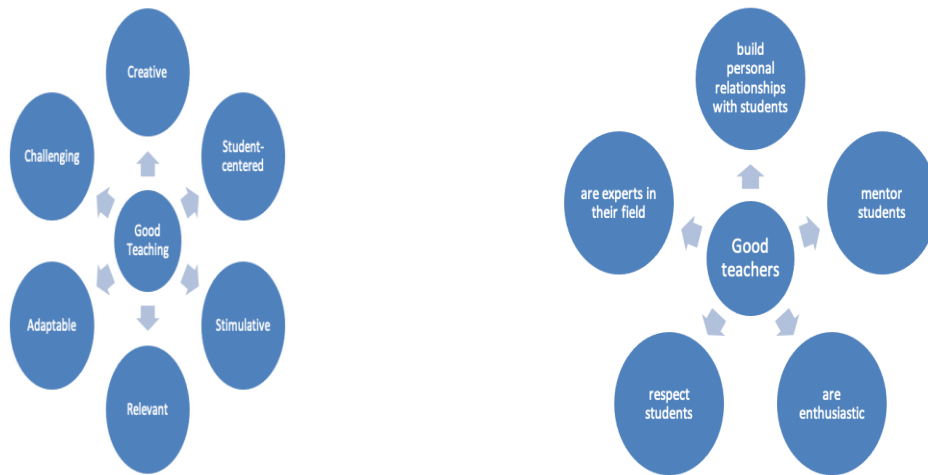 Creative
Student-
centered
Stimulative
Relevant
Adaptable
Challenging
Good
Teaching
build
personal
relationships
with students
mentor
students
are
enthusiastic
respect
students
are experts in
their field
Good
teachers